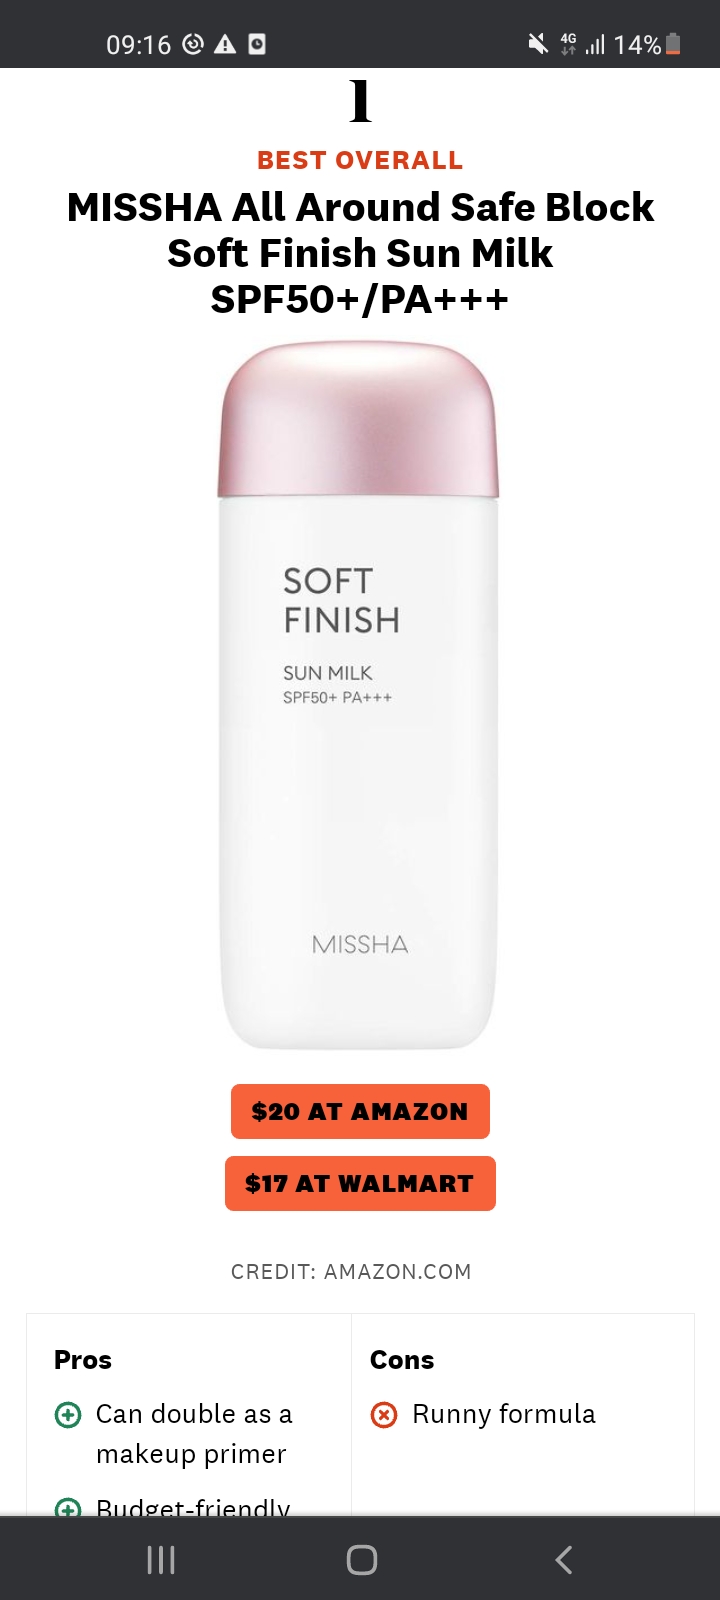 09:16
4G
14%
1
BEST OVERALL
MISSHA All Around Safe Block
Soft Finish Sun Milk
SPF50+/PA+++
SOFT
FINISH
SUN MILK
SPF50+ PA+++
MISSHA
$20 AT AMAZON
$17 AT WALMART
CREDIT: AMAZON.COM
Pros
Can double as a
makeup primer
Budget-friendly
Cons
Runny formula